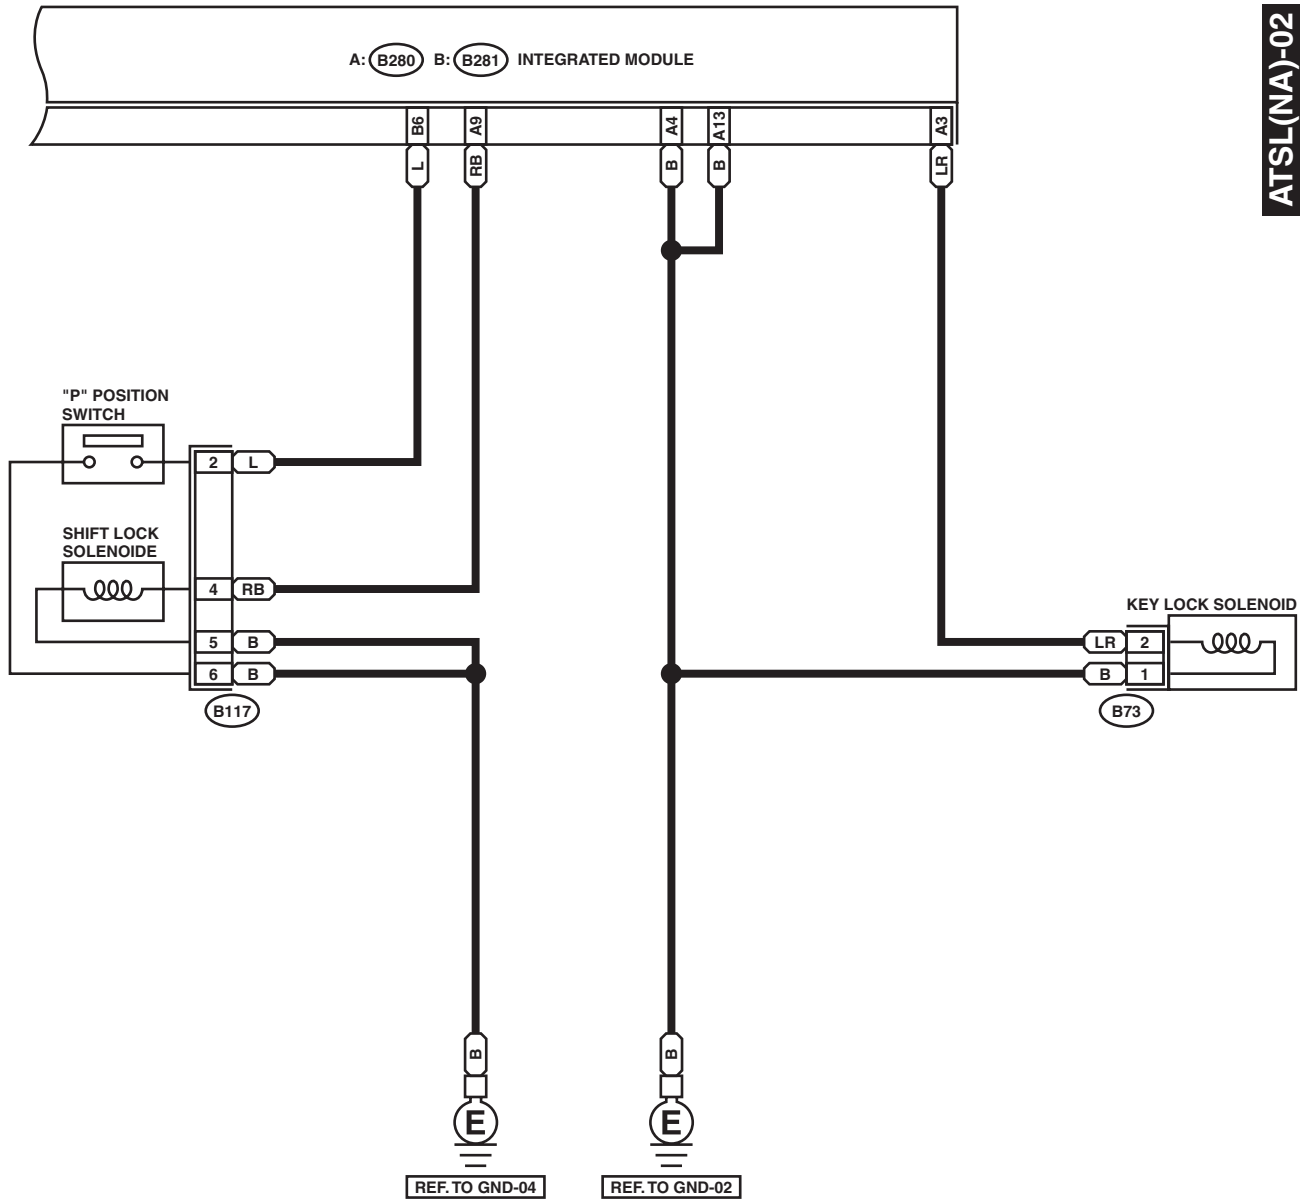 ATSL(NA)-02
A: B280 B: B281 INTEGRATED MODULE
B6 A9 A4 A13 A3
L RB B B LR
"P" POSITION
SWITCH
2 L
SHIFT LOCK
SOLENOIDE
4 RB
5 B
6 B
B117
KEY LOCK SOLENOID
LR 2
B 1
B73
B B
E E
REF. TO GND-04 REF. TO GND-02